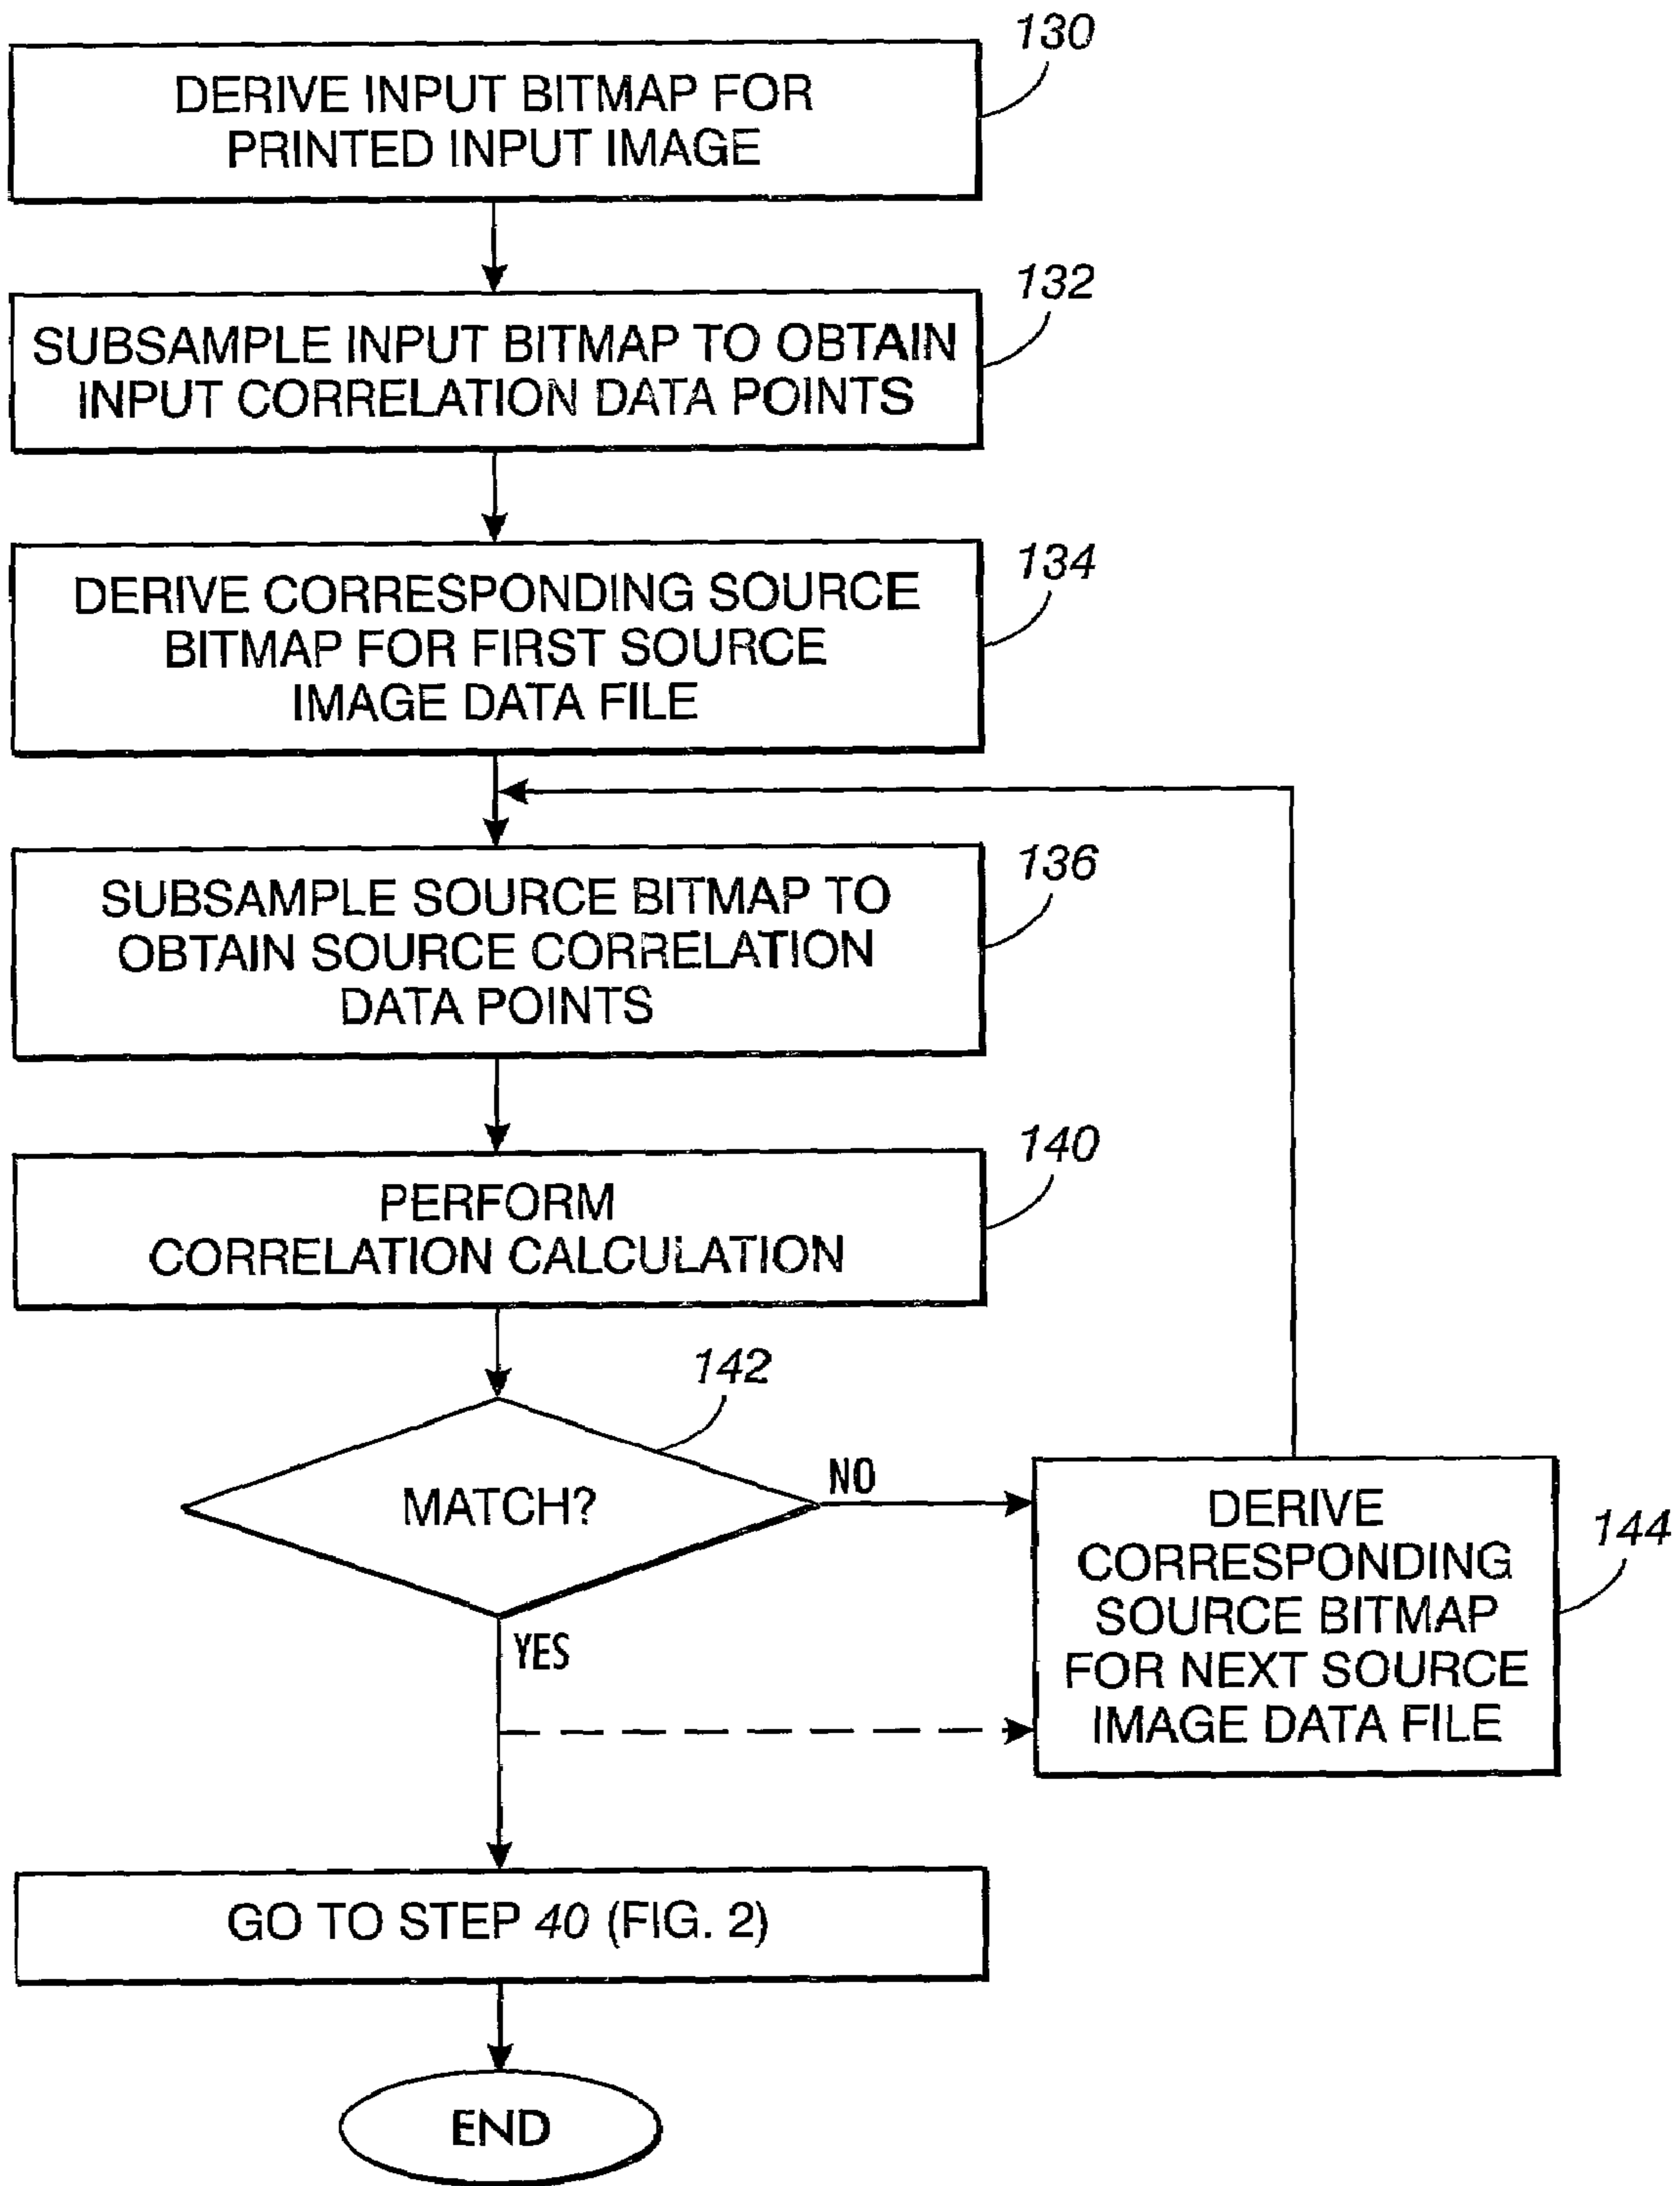 130
DERIVE INPUT BITMAP FOR
PRINTED INPUT IMAGE
132
SUBSAMPLE INPUT BITMAP TO OBTAIN
INPUT CORRELATION DATA POINTS
134
DERIVE CORRESPONDING SOURCE
BITMAP FOR FIRST SOURCE
IMAGE DATA FILE
136
SUBSAMPLE SOURCE BITMAP TO
OBTAIN SOURCE CORRELATION
DATA POINTS
140
PERFORM
CORRELATION CALCULATION
142
MATCH?
NO
YES
144
DERIVE
CORRESPONDING
SOURCE BITMAP
FOR NEXT SOURCE
IMAGE DATA FILE
GO TO STEP 40 (FIG. 2)
END